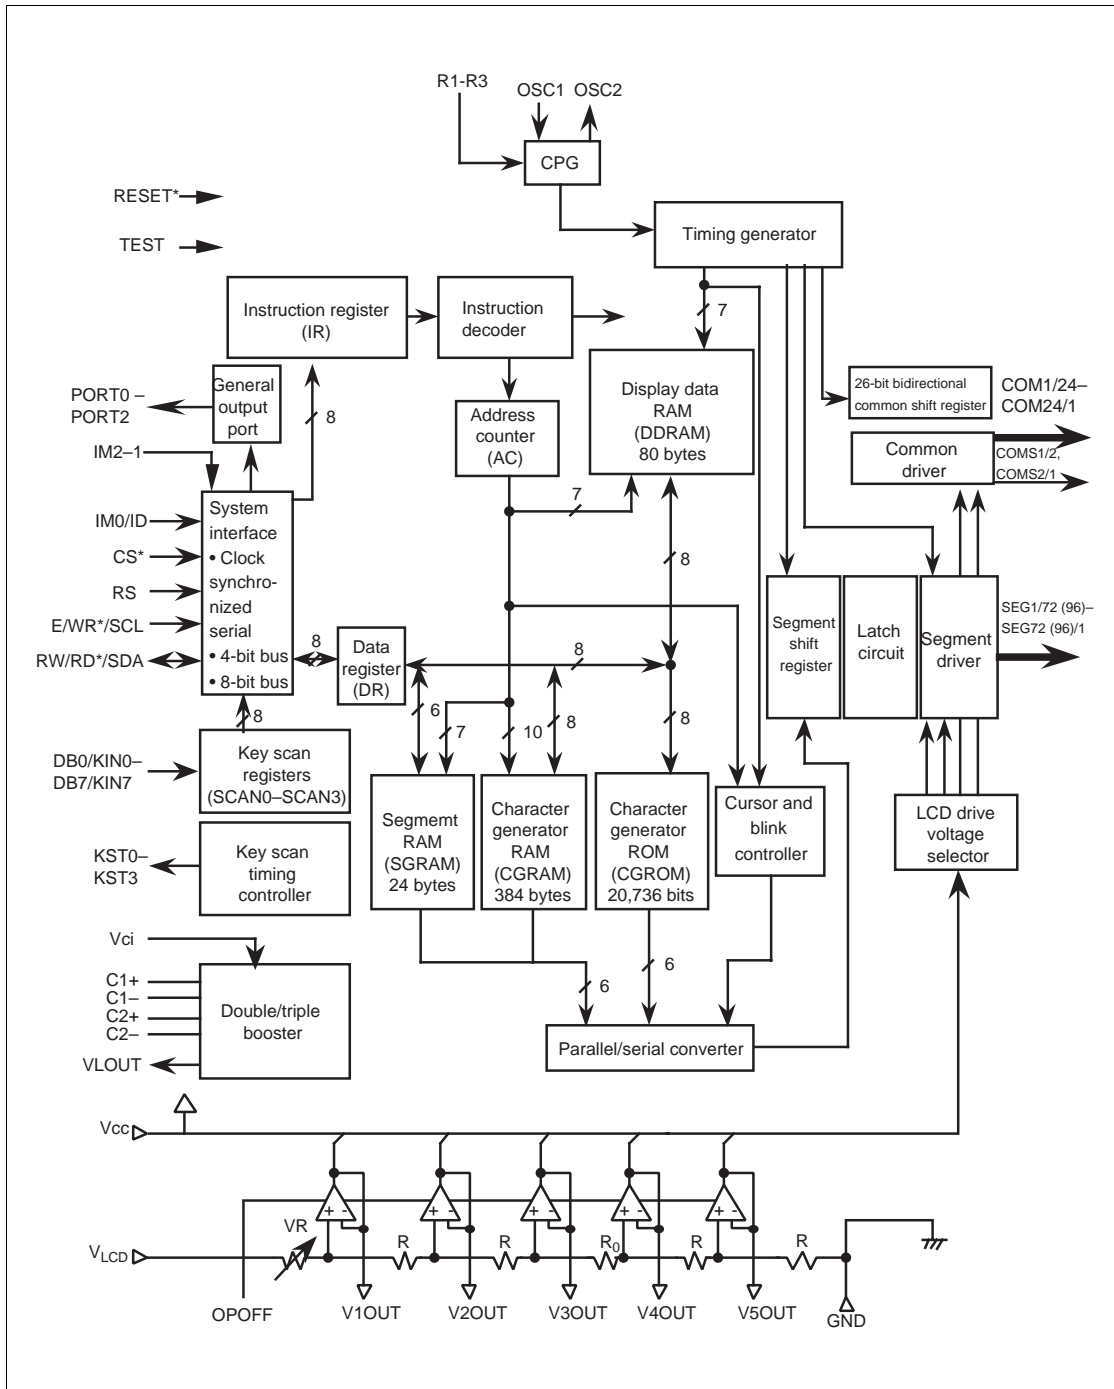 R1-R3
OSC1
OSC2
CPG
RESET*
TEST
Timing generator
Instruction register
(IR)
Instruction
decoder
7
Display data
RAM
(DDRAM)
80 bytes
26-bit bidirectional
common shift register
COM1/24–
COM24/1
PORT0 –
PORT2
General
output
port
8
Address
counter
(AC)
Common
driver
COMS1/2,
COMS2/1
IM2–1
System
interface
• Clock
synchro-
nized
serial
• 4-bit bus
• 8-bit bus
IM0/ID
CS*
RS
E/WR*/SCL
RW/RD*/SDA
7
8
8
Data
register
(DR)
8
6
7
10
8
8
Segment
shift
register
Latch
circuit
Segment
driver
SEG1/72 (96)–
SEG72 (96)/1
8
DB0/KIN0–
DB7/KIN7
Key scan
registers
(SCAN0–SCAN3)
Segmemt
RAM
(SGRAM)
24 bytes
Character
generator
RAM
(CGRAM)
384 bytes
Character
generator
ROM
(CGROM)
20,736 bits
Cursor and
blink
controller
LCD drive
voltage
selector
KST0–
KST3
Key scan
timing
controller
Vci
C1+
C1–
C2+
C2–
VLOUT
Double/triple
booster
6
6
Parallel/serial converter
Vcc
+ -
+ -
+ -
+ -
+ -
VLCD
VR
R
R
R0
R
R
OPOFF
V1OUT
V2OUT
V3OUT
V4OUT
V5OUT
GND